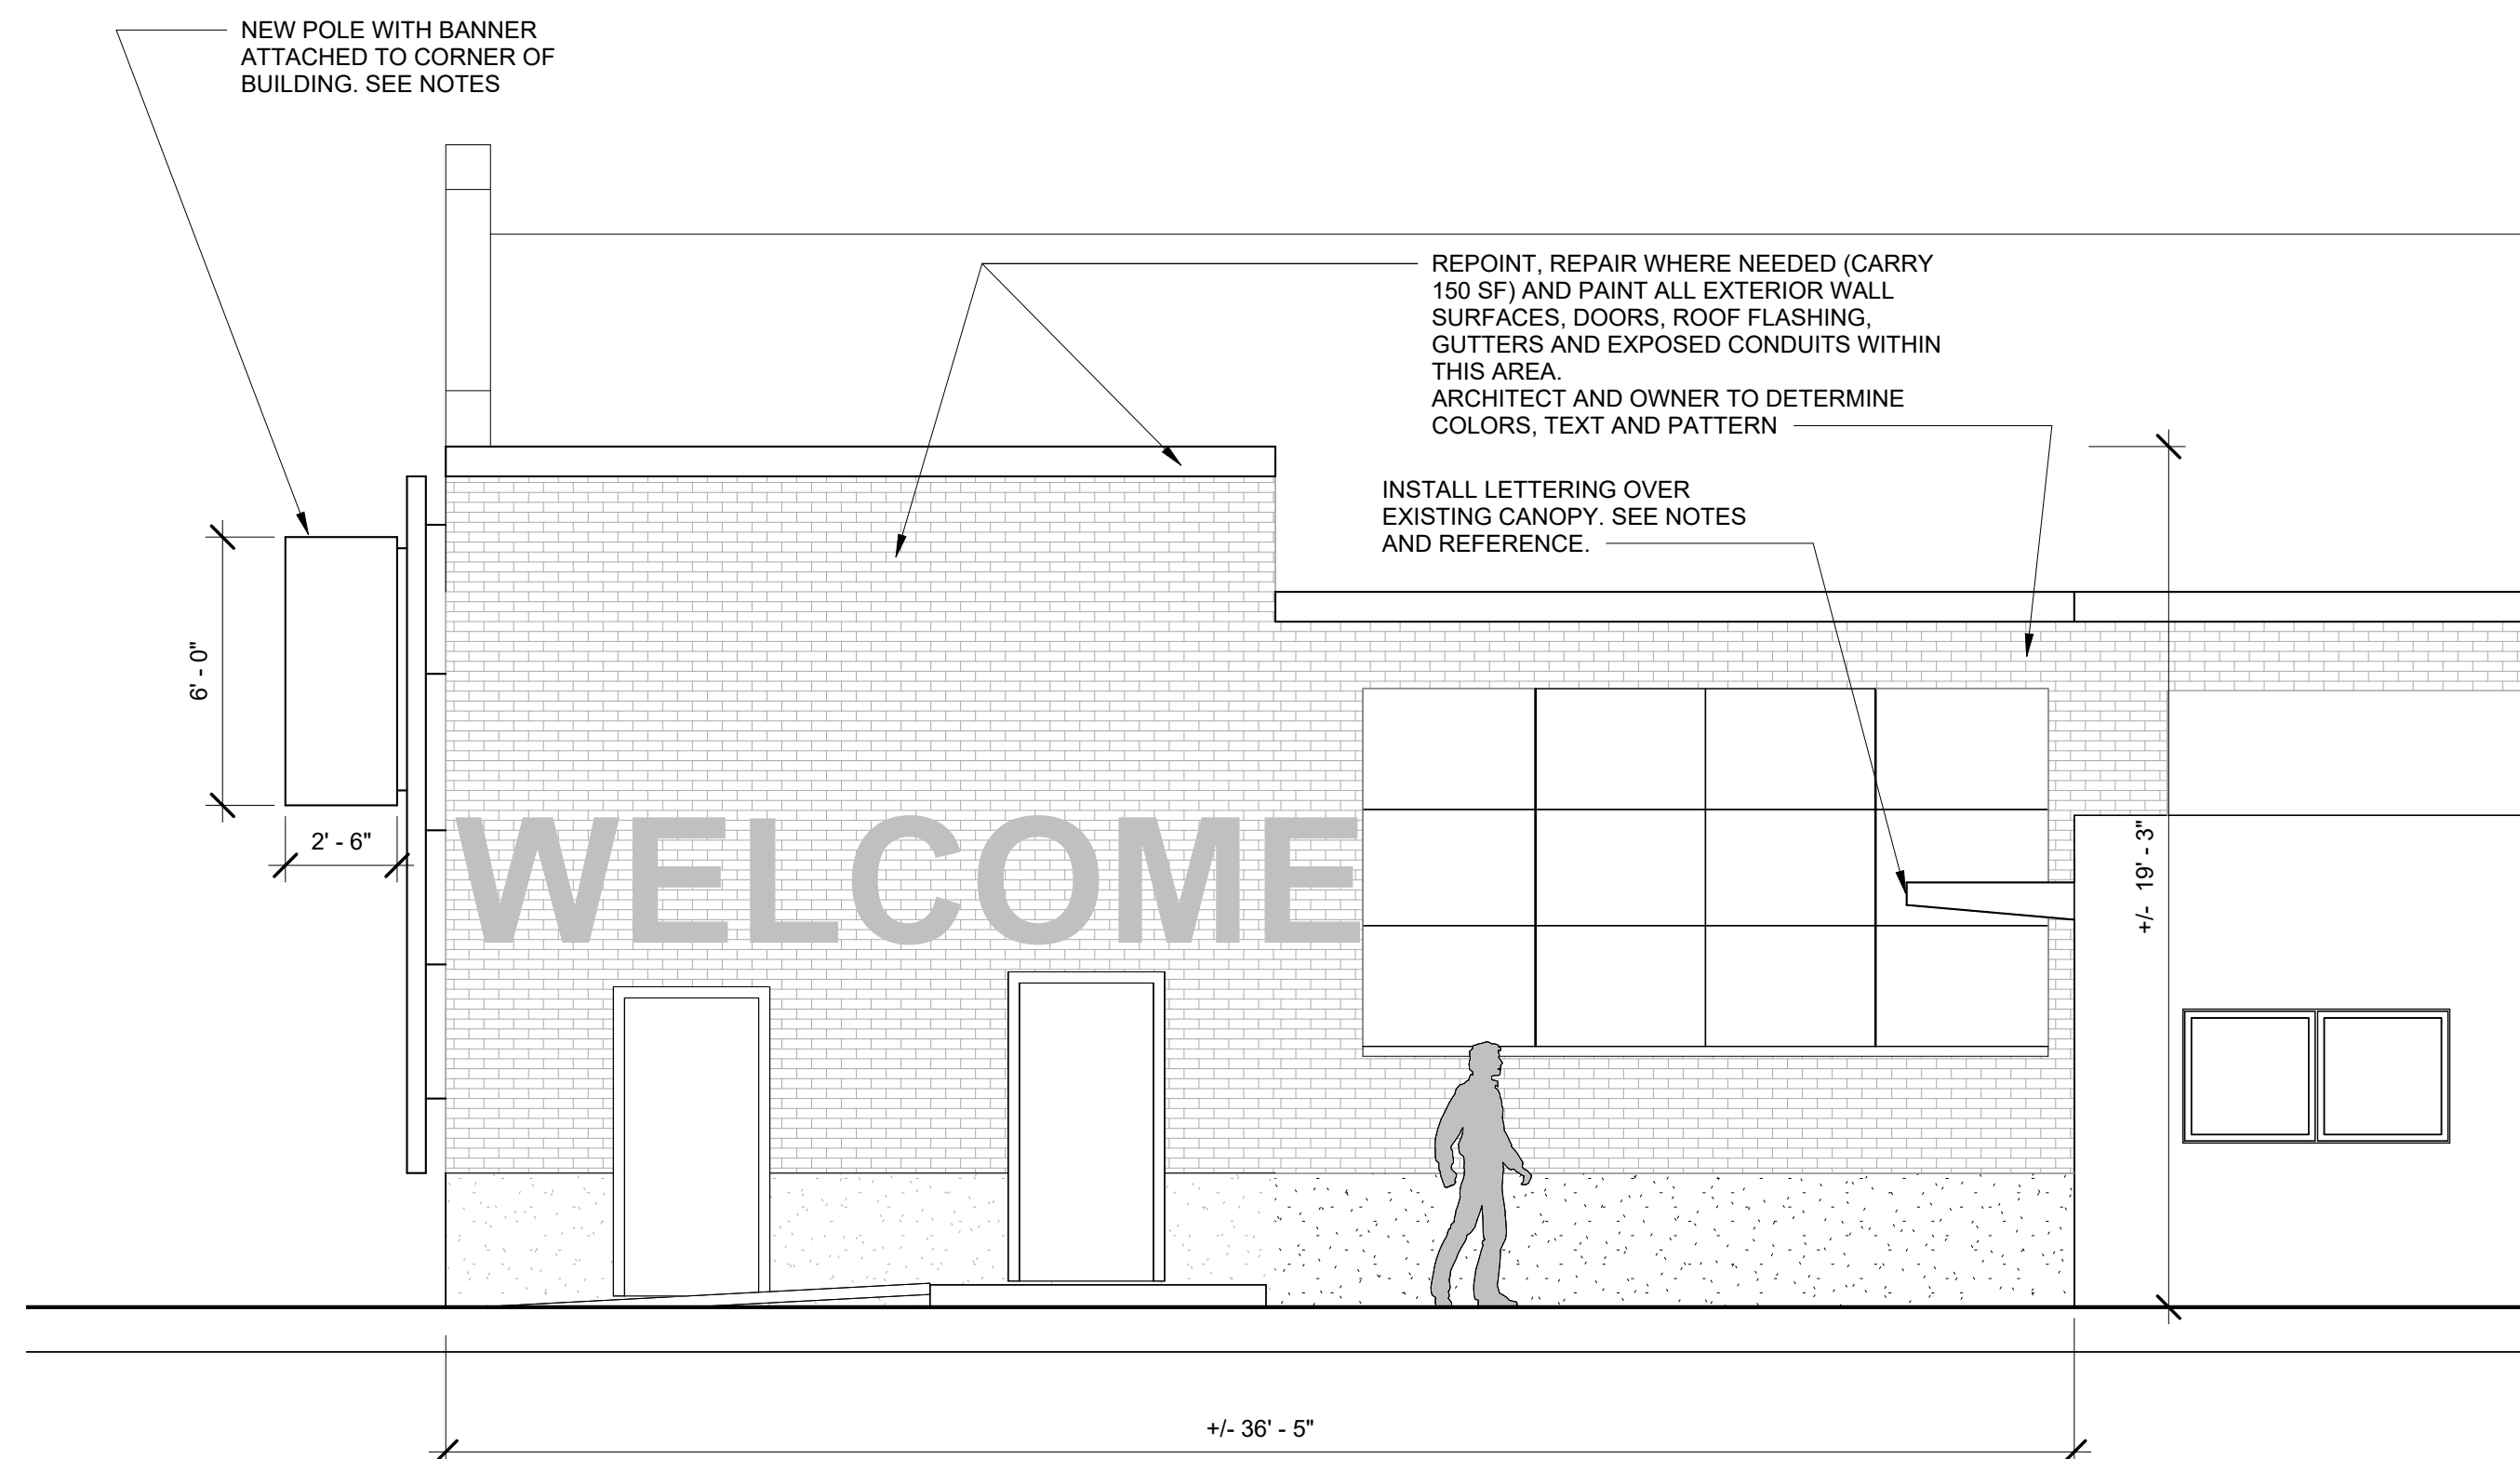 NEW POLE WITH BANNER
ATTACHED TO CORNER OF
BUILDING. SEE NOTES
REPOINT, REPAIR WHERE NEEDED (CARRY
150 SF) AND PAINT ALL EXTERIOR WALL
SURFACES, DOORS, ROOF FLASHING,
GUTTERS AND EXPOSED CONDUITS WITHIN
THIS AREA.
ARCHITECT AND OWNER TO DETERMINE
COLORS, TEXT AND PATTERN
INSTALL LETTERING OVER
EXISTING CANOPY. SEE NOTES
AND REFERENCE.
6' - 0"
2' - 6"
WELCOME
+/- 19' - 3"
+/- 36' - 5"